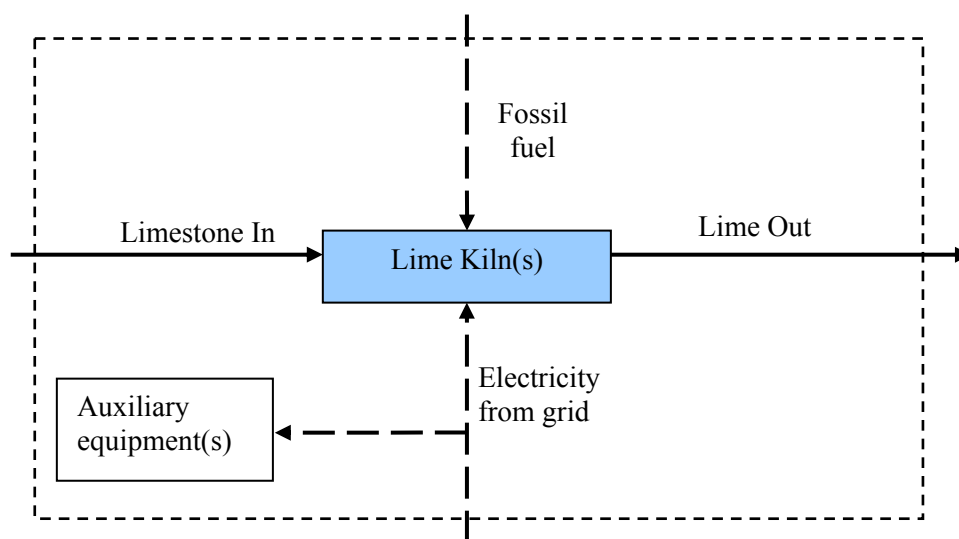 Fossil
fuel
Limestone In
Lime Kiln(s)
Lime Out
Electricity
from grid
Auxiliary
equipment(s)